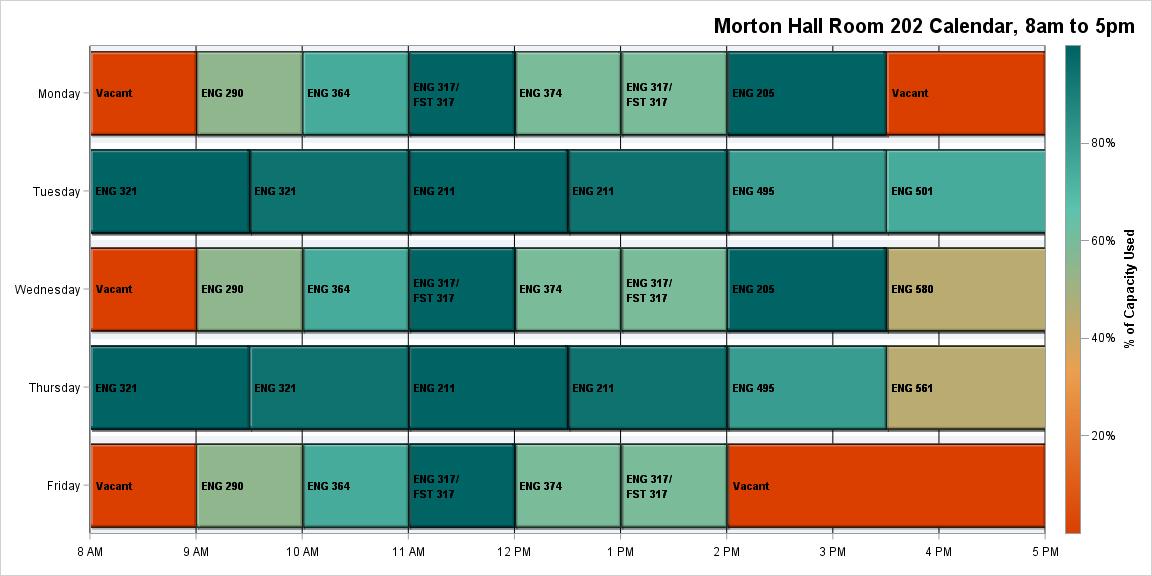 Morton Hall Room 202 Calendar, 8am to 5pm
Monday
Vacant
ENG 290
ENG 364
ENG 317/
FST 317
ENG 374
ENG 317/
FST 317
ENG 205
Vacant
Tuesday
ENG 321
ENG 321
ENG 211
ENG 211
ENG 495
ENG 501
Wednesday
Vacant
ENG 290
ENG 364
ENG 317/
FST 317
ENG 374
ENG 317/
FST 317
ENG 205
ENG 580
Thursday
ENG 321
ENG 321
ENG 211
ENG 211
ENG 495
ENG 561
Friday
Vacant
ENG 290
ENG 364
ENG 317/
FST 317
ENG 374
ENG 317/
FST 317
Vacant
8 AM
9 AM
10 AM
11 AM
12 PM
1 PM
2 PM
3 PM
4 PM
5 PM
80%
60%
40%
20%
% of Capacity Used